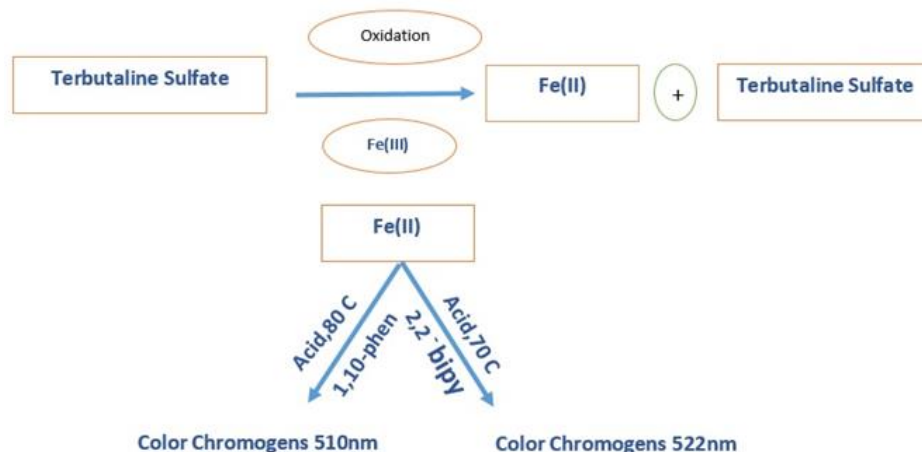 Oxidation
Terbutaline Sulfate
Fe(II)
+
Terbutaline Sulfate
Fe(III)
Fe(II)
Acid,80 C
1,10-phen
Acid,70 C
2,2-bipy
Color Chromogens 510nm
Color Chromogens 522nm